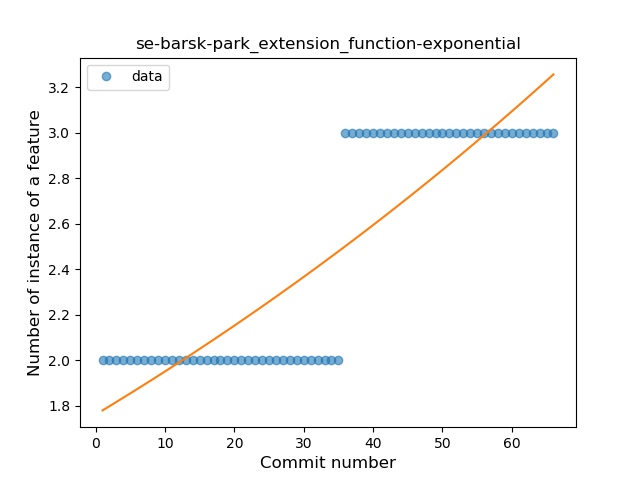 se-barsk-park_extension_function-exponential
data
Number of instance of a feature
3.2
3.0
2.8
2.6
2.4
2.2
2.0
1.8
0 10 20 30 40 50 60
Commit number